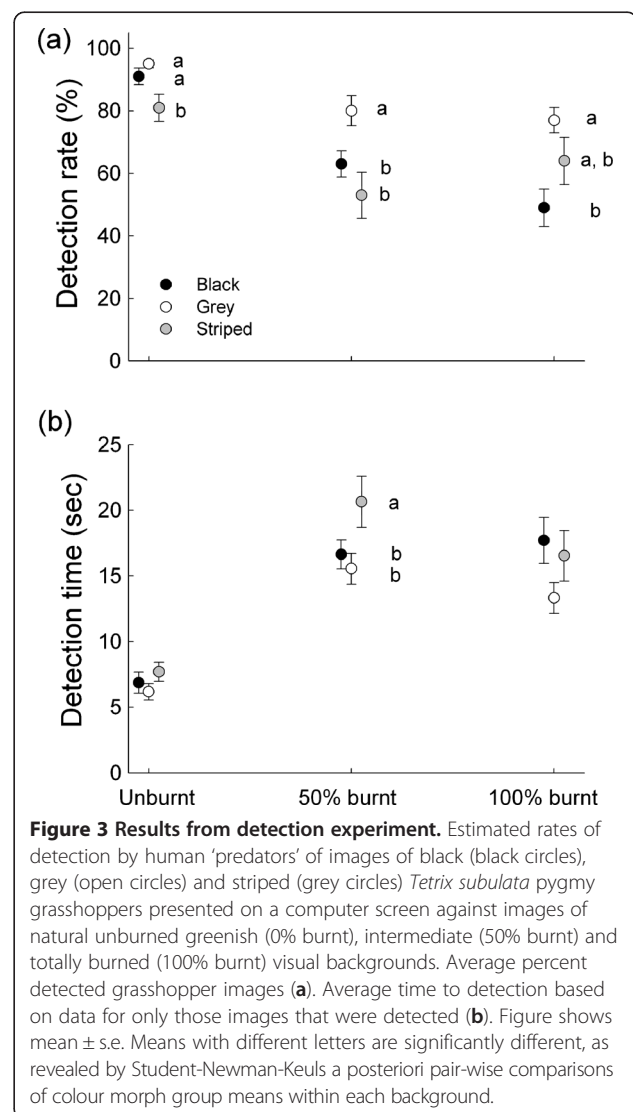 (a)
100
80
60
40
20
0
Detection rate (%)
a
a
b
a
b
b
a
a, b
b
Black
Grey
Striped
(b)
25
20
15
10
5
0
Detection time (sec)
a
b
b
Unburnt 50% burnt 100% burnt
Figure 3 Results from detection experiment. Estimated rates of
detection by human ‘predators’ of images of black (black circles),
grey (open circles) and striped (grey circles) Tetrix subulata pygmy
grasshoppers presented on a computer screen against images of
natural unburned greenish (0% burnt), intermediate (50% burnt) and
totally burned (100% burnt) visual backgrounds. Average percent
detected grasshopper images (a). Average time to detection based
on data for only those images that were detected (b). Figure shows
mean ± s.e. Means with different letters are significantly different, as
revealed by Student-Newman-Keuls a posteriori pair-wise comparisons
of colour morph group means within each background.